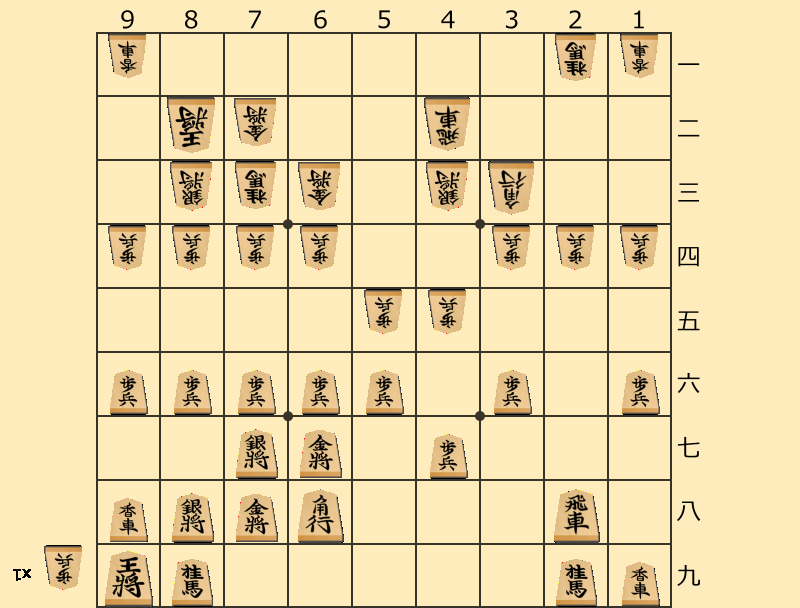 9 8 7 6 5 4 3 2 1
香車 桂馬 香車 一
王将 金将 飛車 二
銀将 桂馬 金将 銀将 角行 三
歩兵 歩兵 歩兵 歩兵 歩兵 歩兵 歩兵 四
歩兵 歩兵 五
歩兵 歩兵 歩兵 歩兵 歩兵 歩兵 歩兵 六
銀将 金将 歩兵 七
香車 銀将 金将 角行 飛車 八
x1 歩兵 王将 桂馬 桂馬 香車 九